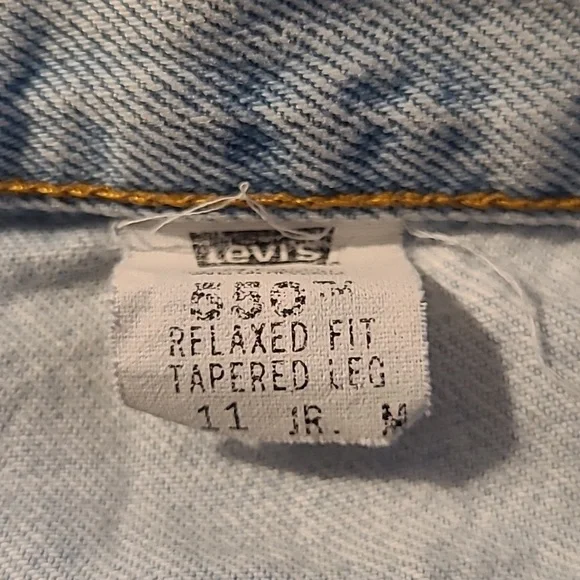 Levi's
550™
RELAXED FIT
TAPERED LEG
11 JR. M